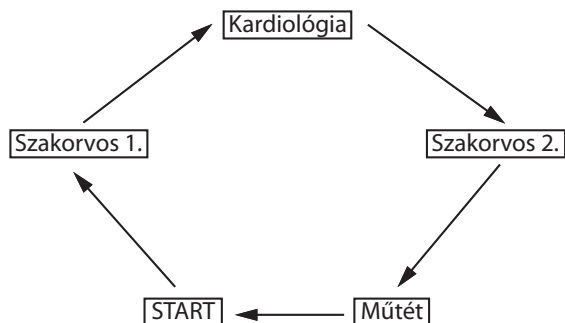 Kardiológia
Szakorvos 1.
Szakorvos 2.
START
Műtét